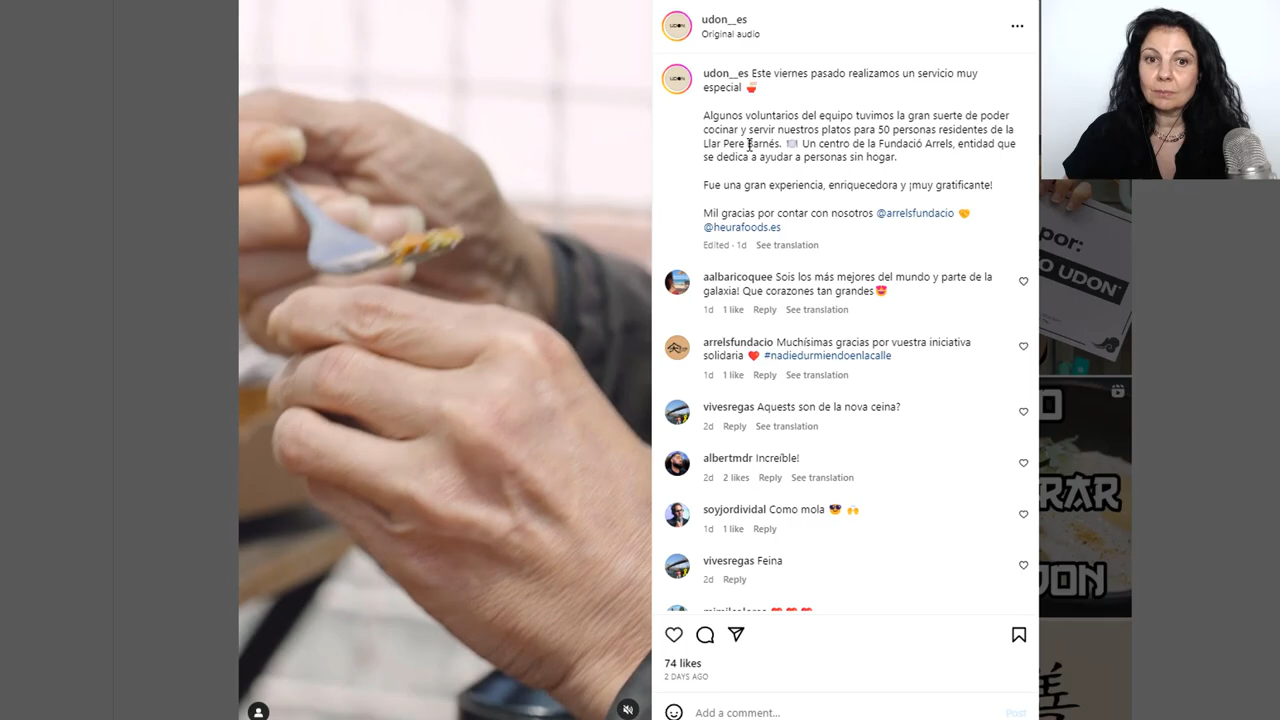 udon__es
Original audio
udon__es Este viernes pasado realizamos un servicio muy
especial 🍜
Algunos voluntarios del equipo tuvimos la gran suerte de poder
cocinar y servir nuestros platos para 50 personas residentes de la
Llar Pere Barnés. 🍽️ Un centro de la Fundació Arrels, entidad que
se dedica a ayudar a personas sin hogar.
Fue una gran experiencia, enriquecedora y ¡muy gratificante!
Mil gracias por contar con nosotros @arrelsfundacio 🤝
@heurafoods.es
Edited · 1d See translation
aalbaricoquee Sois los más mejores del mundo y parte de la
galaxia! Que corazones tan grandes😍
1d 1 like Reply See translation
arrelsfundacio Muchísimas gracias por vuestra iniciativa
solidaria ❤️ #nadiedurmiendoenlacalle
1d 1 like Reply See translation
vivesregas Aquests son de la nova ceina?
2d Reply See translation
albertmdr Increíble!
2d 2 likes Reply See translation
soyjordividal Como mola 😎 🙌
1d 1 like Reply
vivesregas Feina
2d Reply
74 likes
2 DAYS AGO
Add a comment...
Post
por:
O UDON
RAR
DON
UDON
UDON